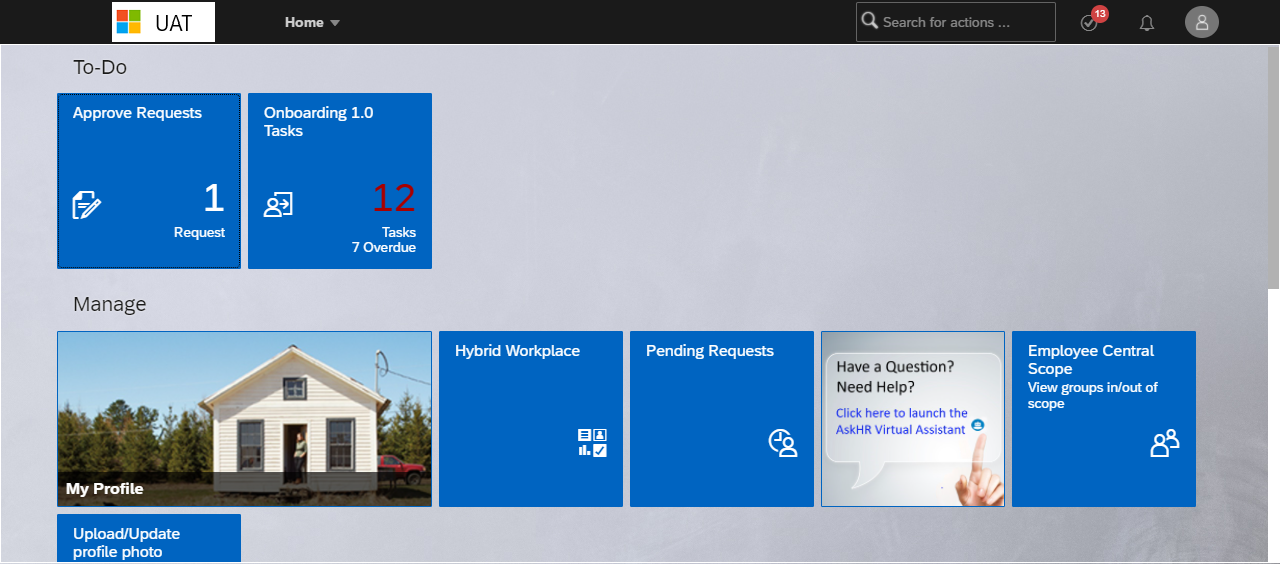 UAT
Home
Search for actions ...
13
To-Do
Approve Requests
1
Request
Onboarding 1.0
Tasks
12
Tasks
7 Overdue
Manage
My Profile
Hybrid Workplace
Pending Requests
Have a Question?
Need Help?
Click here to launch the
AskHR Virtual Assistant
Employee Central
Scope
View groups in/out of
scope
Upload/Update
profile photo